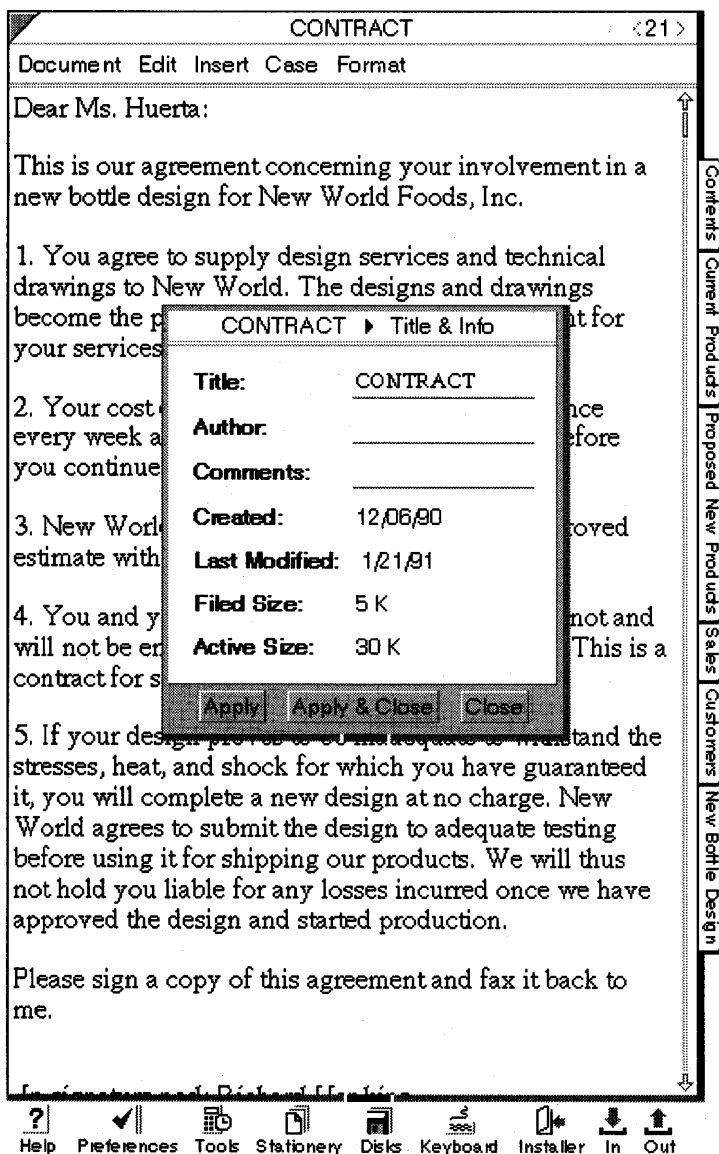 CONTRACT <21>
Document Edit Insert Case Format
Dear Ms. Huerta:
This is our agreement concerning your involvement in a
new bottle design for New World Foods, Inc.
1. You agree to supply design services and technical
drawings to New World. The designs and drawings
become the p
for
your services
2. Your cost
every week a
you continue
3. New Worl
estimate with
4. You and y
not and
will not be en
This is a
contract for s
CONTRACT ▶ Title & Info
Title: CONTRACT
Author:
Comments:
Created: 12/06/90
Last Modified: 1/21/91
Filed Size: 5 K
Active Size: 30 K
Apply Apply & Close Close
5. If your design proves to be inadequate to withstand the
stresses, heat, and shock for which you have guaranteed
it, you will complete a new design at no charge. New
World agrees to submit the design to adequate testing
before using it for shipping our products. We will thus
not hold you liable for any losses incurred once we have
approved the design and started production.
Please sign a copy of this agreement and fax it back to
me.
Contents
Current Products
Proposed New Products
Sales
Customers
New Bottle Design
Help Preferences Tools Stationery Disks Keyboard Installer In Out